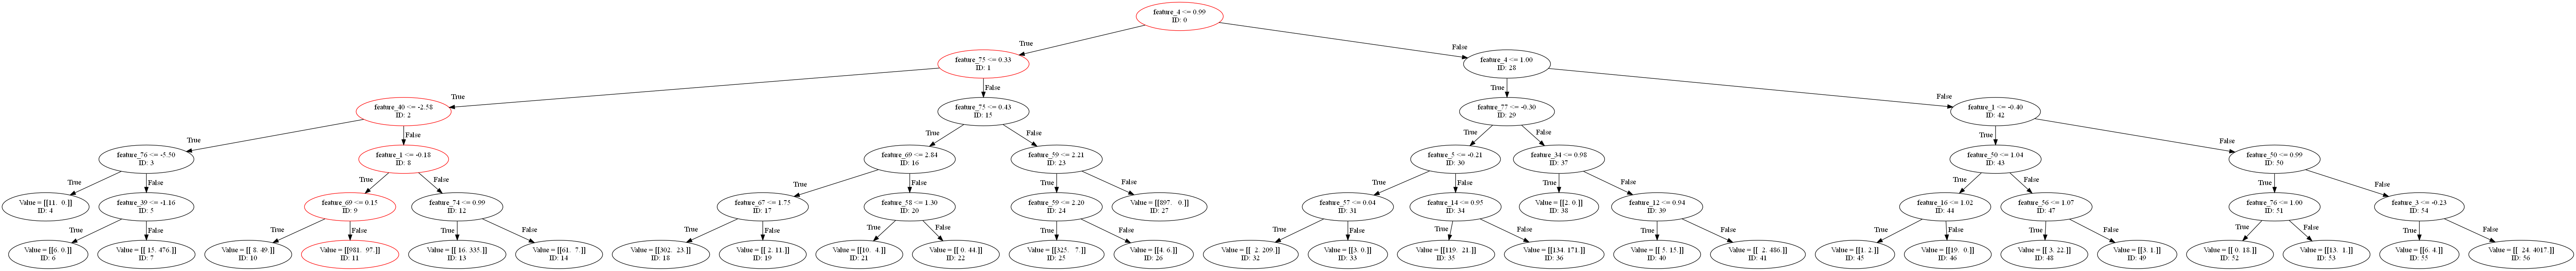 feature_4 <= 0.99
ID: 0
True
False
feature_75 <= 0.33
ID: 1
feature_4 <= 1.00
ID: 28
True
False
True
False
feature_40 <= -2.58
ID: 2
feature_75 <= 0.43
ID: 15
feature_77 <= -0.30
ID: 29
feature_1 <= -0.40
ID: 42
True
False
True
False
True
False
True
False
feature_76 <= -5.50
ID: 3
feature_1 <= -0.18
ID: 8
feature_69 <= 2.84
ID: 16
feature_59 <= 2.21
ID: 23
feature_5 <= -0.21
ID: 30
feature_34 <= 0.98
ID: 37
feature_50 <= 1.04
ID: 43
feature_50 <= 0.99
ID: 50
True
False
True
False
True
False
True
False
True
False
True
False
True
False
True
False
Value = [[11. 0.]]
ID: 4
feature_39 <= -1.16
ID: 5
feature_69 <= 0.15
ID: 9
feature_74 <= 0.99
ID: 12
feature_67 <= 1.75
ID: 17
feature_58 <= 1.30
ID: 20
feature_59 <= 2.20
ID: 24
Value = [[897. 0.]]
ID: 27
feature_57 <= 0.04
ID: 31
feature_14 <= 0.95
ID: 34
Value = [[2. 0.]]
ID: 38
feature_12 <= 0.94
ID: 39
feature_16 <= 1.02
ID: 44
feature_56 <= 1.07
ID: 47
feature_76 <= 1.00
ID: 51
feature_3 <= -0.23
ID: 54
True
False
True
False
True
False
True
False
True
False
True
False
True
False
True
False
True
False
True
False
True
False
True
False
True
False
Value = [[6. 0.]]
ID: 6
Value = [[ 15. 476.]]
ID: 7
Value = [[ 8. 49.]]
ID: 10
Value = [[981. 97.]]
ID: 11
Value = [[ 16. 335.]]
ID: 13
Value = [[61. 7.]]
ID: 14
Value = [[302. 23.]]
ID: 18
Value = [[ 2. 11.]]
ID: 19
Value = [[10. 4.]]
ID: 21
Value = [[ 0. 44.]]
ID: 22
Value = [[325. 7.]]
ID: 25
Value = [[4. 6.]]
ID: 26
Value = [[ 2. 209.]]
ID: 32
Value = [[3. 0.]]
ID: 33
Value = [[119. 21.]]
ID: 35
Value = [[134. 171.]]
ID: 36
Value = [[ 5. 15.]]
ID: 40
Value = [[ 2. 486.]]
ID: 41
Value = [[1. 2.]]
ID: 45
Value = [[19. 0.]]
ID: 46
Value = [[ 3. 22.]]
ID: 48
Value = [[3. 1.]]
ID: 49
Value = [[ 0. 18.]]
ID: 52
Value = [[13. 1.]]
ID: 53
Value = [[6. 4.]]
ID: 55
Value = [[ 24. 4017.]]
ID: 56